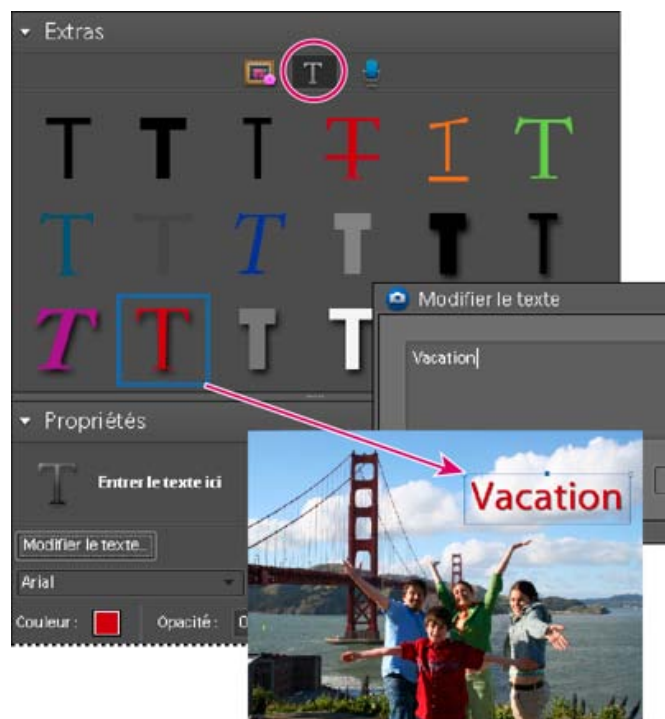 Extras
T
T T T T T T
T T T T T T
T T T T
Modifier le texte
Vacation
Propriétés
T Entrer le texte ici
Vacation
Modifier le texte...
Arial
Couleur : Opacité :